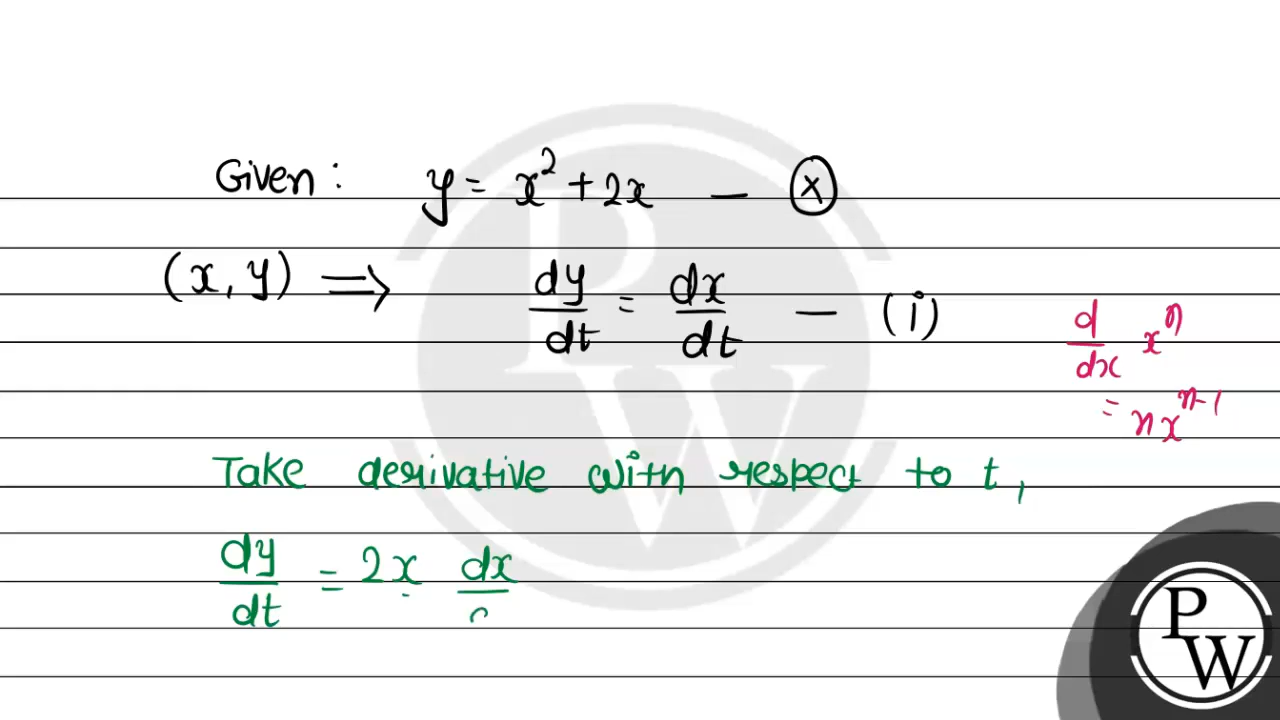 Given: y = x² + 2x — ⓧ
(x, y) ⟹ dy/dt = dx/dt — (i)
d/dx xⁿ
= nxⁿ⁻¹
Take derivative with respect to t,
dy/dt = 2x dx/
PW
PW